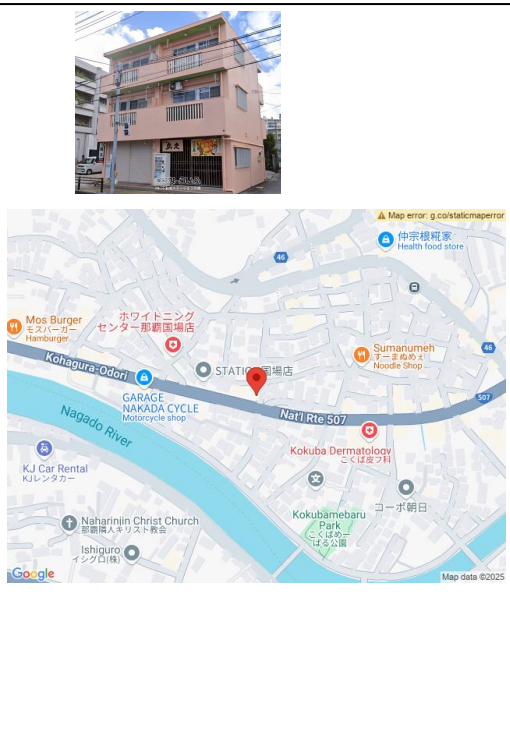 Map error: g.co/staticmaperror
仲宗根糀家
Health food store
46
Mos Burger
モスバーガー
Hamburger
ホワイトニング
センター那覇国場店
Sumanumeh
すーまぬめぇ
Noodle Shop
46
Kohagura-Odori
STATIO
国場店
GARAGE
NAKADA CYCLE
Motorcycle shop
507
Nat'l Rte 507
Nagado River
Kokuba Dermatology
こくば皮フ科
KJ Car Rental
KJレンタカー
コーポ朝日
Kokubamebaru
Park
こくばめー
ばる公園
Naharinjin Christ Church
那覇隣人キリスト教会
Ishiguro
イシグロ(株)
Google
Map data ©2025